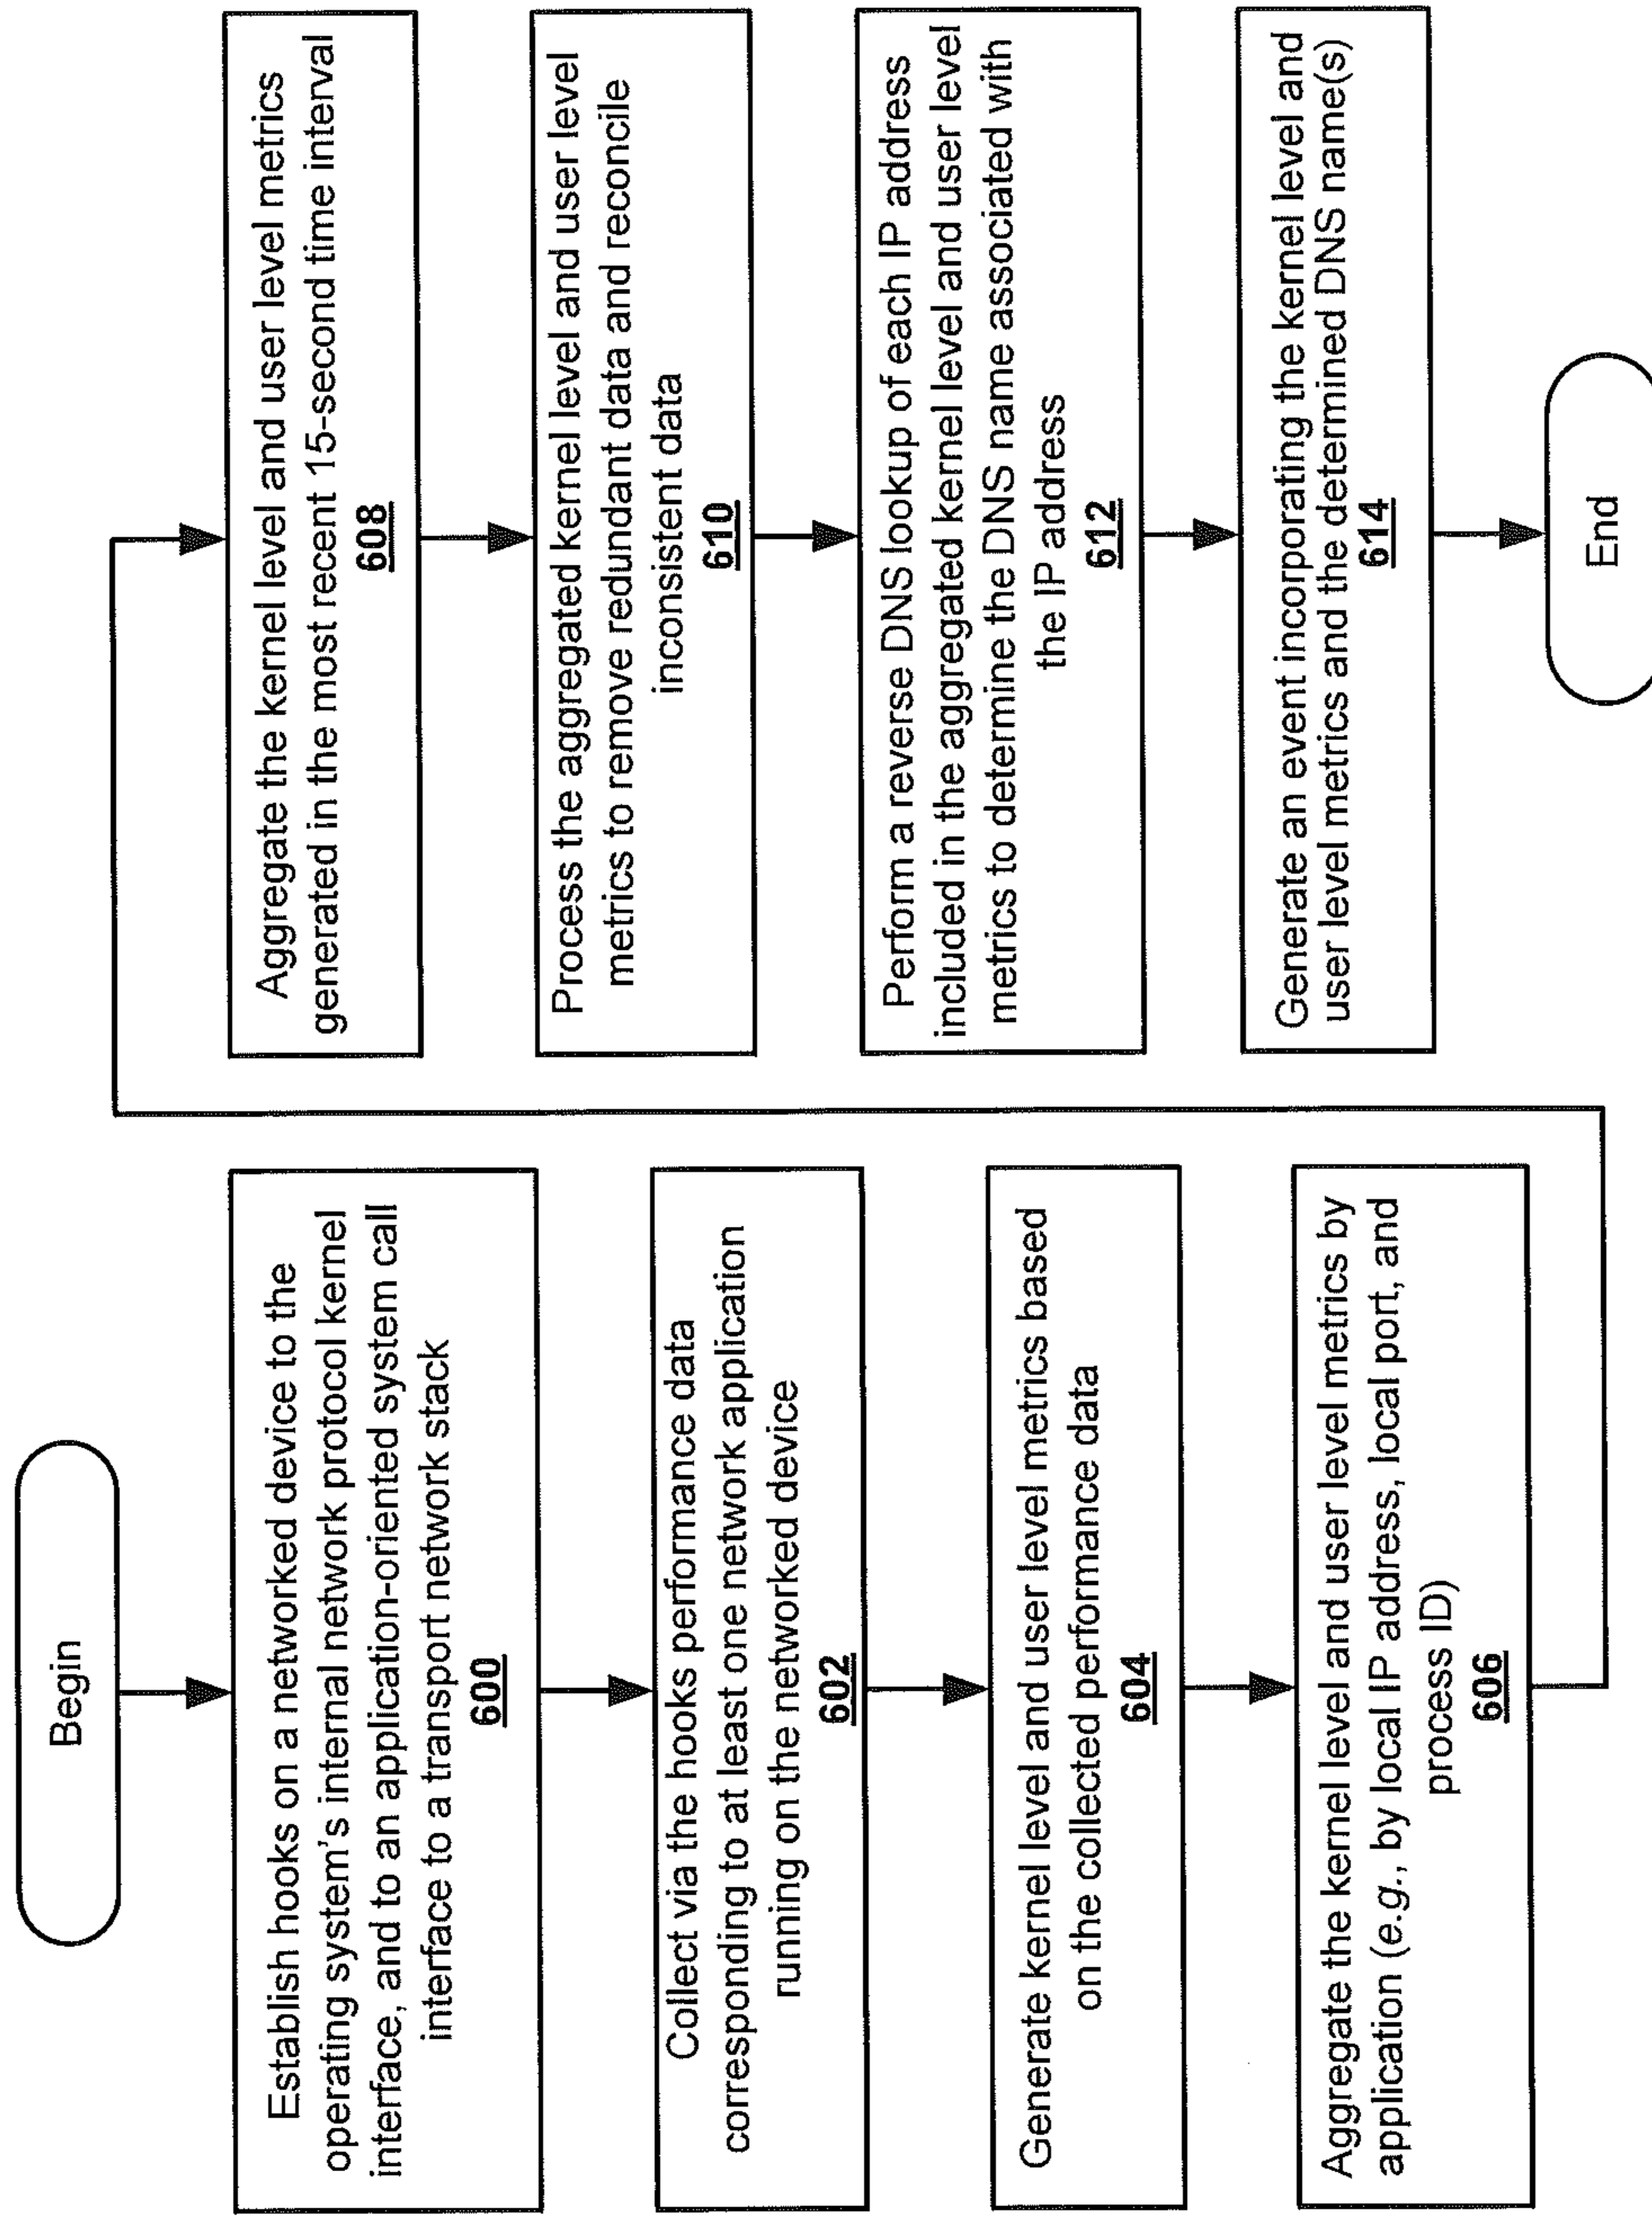 Begin
Establish hooks on a networked device to the
operating system's internal network protocol kernel
interface, and to an application-oriented system call
interface to a transport network stack
600
Collect via the hooks performance data
corresponding to at least one network application
running on the networked device
602
Generate kernel level and user level metrics based
on the collected performance data
604
Aggregate the kernel level and user level metrics by
application (e.g., by local IP address, local port, and
process ID)
606
Aggregate the kernel level and user level metrics
generated in the most recent 15-second time interval
608
Process the aggregated kernel level and user level
metrics to remove redundant data and reconcile
inconsistent data
610
Perform a reverse DNS lookup of each IP address
included in the aggregated kernel level and user level
metrics to determine the DNS name associated with
the IP address
612
Generate an event incorporating the kernel level and
user level metrics and the determined DNS name(s)
614
End